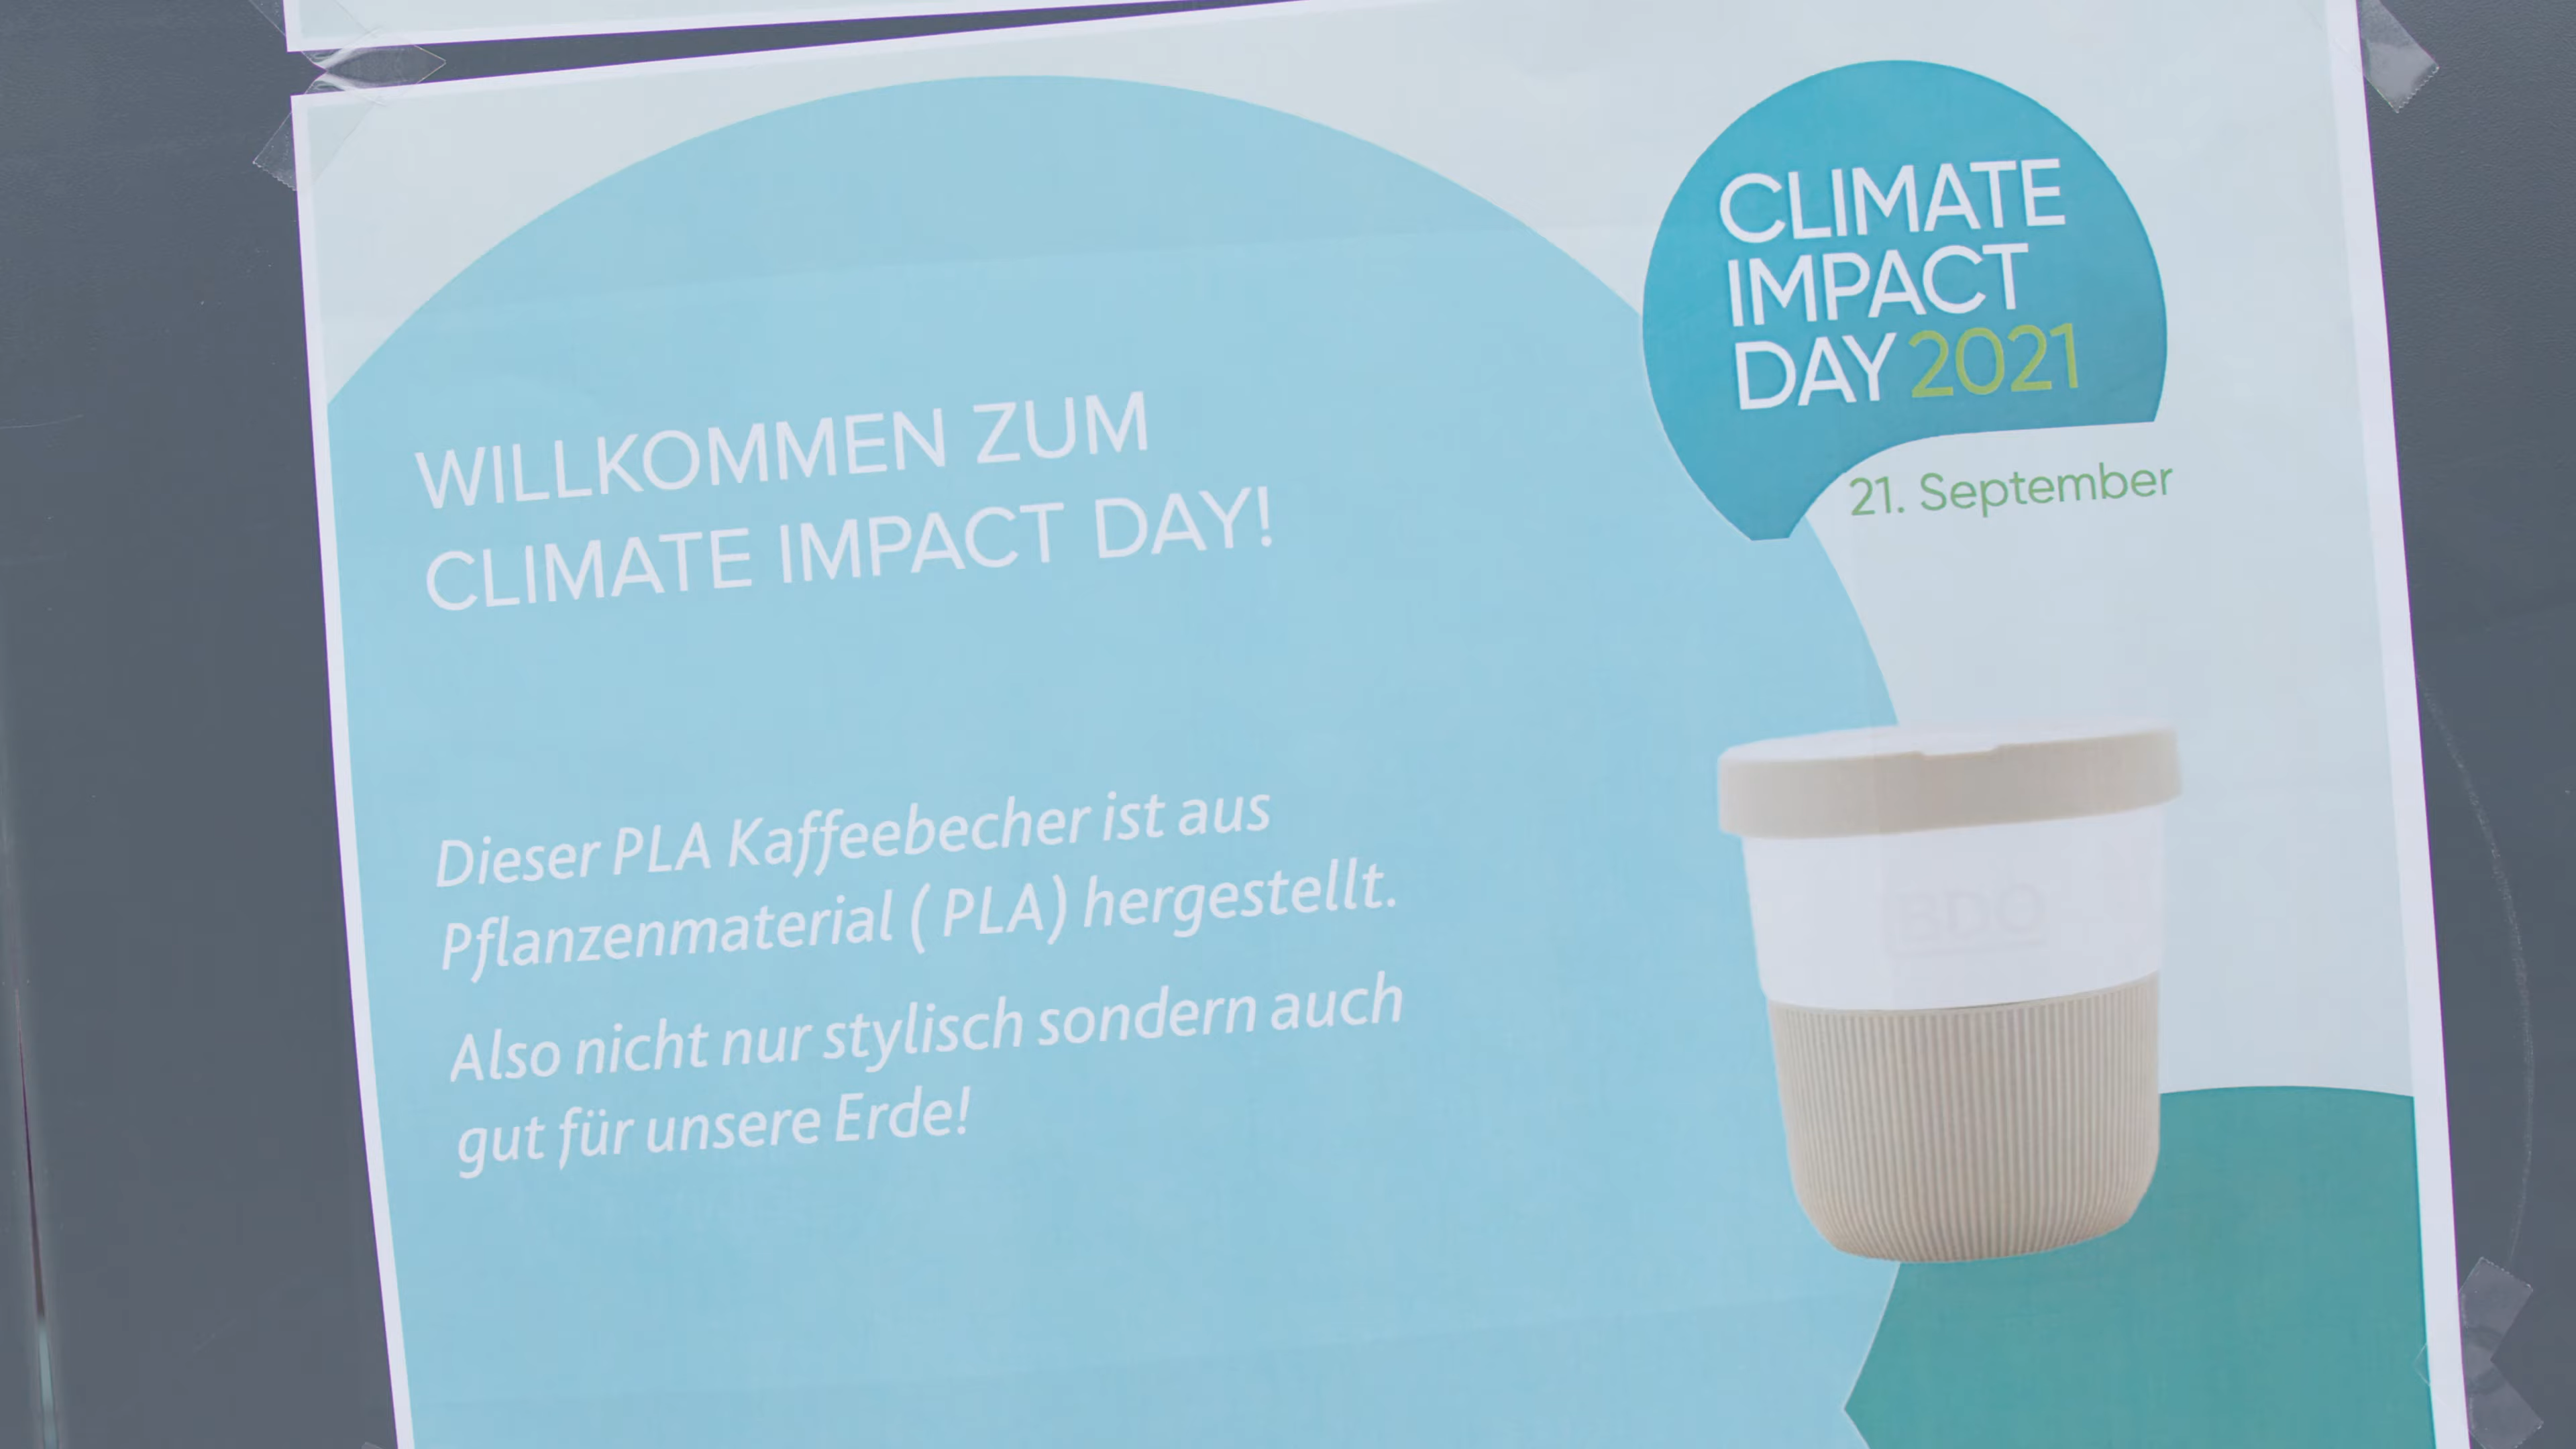 CLIMATE
IMPACT
DAY 2021
21. September
WILLKOMMEN ZUM
CLIMATE IMPACT DAY!
Dieser PLA Kaffeebecher ist aus
Pflanzenmaterial ( PLA) hergestellt.
Also nicht nur stylisch sondern auch
gut für unsere Erde!
BDO